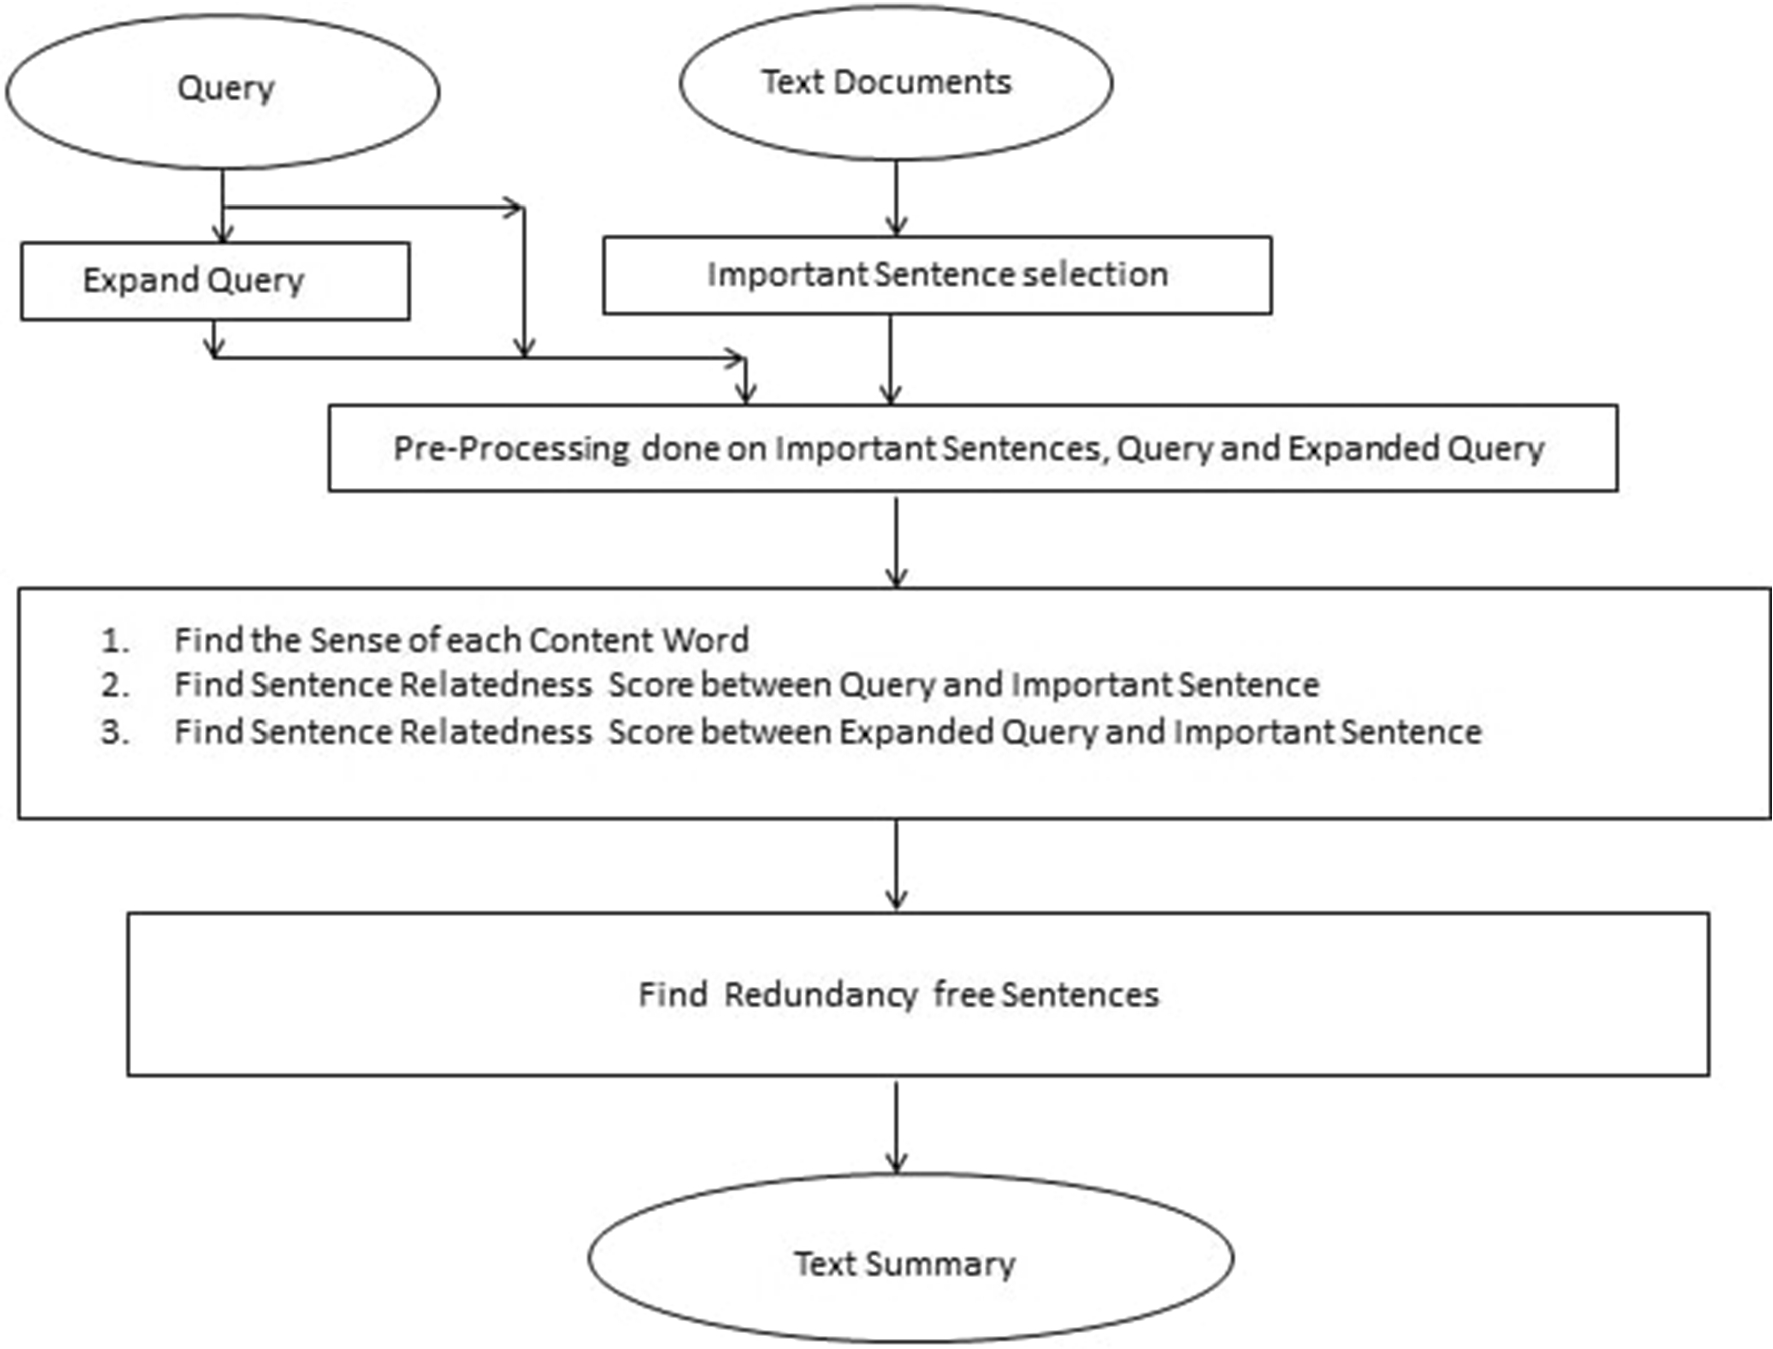 Query
Text Documents
Expand Query
Important Sentence selection
Pre-Processing done on Important Sentences, Query and Expanded Query
1. Find the Sense of each Content Word
2. Find Sentence Relatedness Score between Query and Important Sentence
3. Find Sentence Relatedness Score between Expanded Query and Important Sentence
Find Redundancy free Sentences
Text Summary